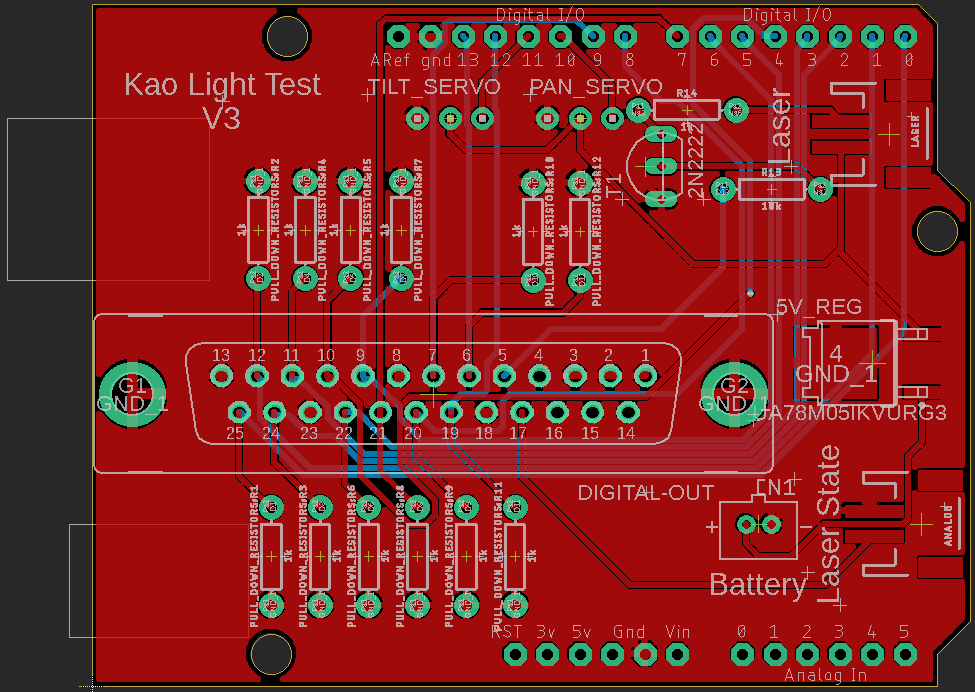 Digital I/O
Digital I/O
ARef gnd 13 12 11 10 9 8
7 6 5 4 3 2 1 0
Kao Light Test
V3
TILT_SERVO
PAN_SERVO
R14
1k
Laser
LASER
T1
2N2222
R13
10k
PULL_DOWN_RESISTORS:R2
1k
PULL_DOWN_RESISTORS:R4
1k
PULL_DOWN_RESISTORS:R5
1k
PULL_DOWN_RESISTORS:R7
1k
PULL_DOWN_RESISTORS:R10
1k
PULL_DOWN_RESISTORS:R12
1k
5V_REG
4
GND_1
UA78M05IKVURG3
13 12 11 10 9 8 7 6 5 4 3 2 1
G1
GND_1
G2
GND_1
25 24 23 22 21 20 19 18 17 16 15 14
DIGITAL-OUT
CN1
+ -
Battery
Laser State
ANALOG
PULL_DOWN_RESISTORS:R1
1k
PULL_DOWN_RESISTORS:R3
1k
PULL_DOWN_RESISTORS:R6
1k
PULL_DOWN_RESISTORS:R8
1k
PULL_DOWN_RESISTORS:R9
1k
PULL_DOWN_RESISTORS:R11
1k
RST 3v 5v Gnd Vin
0 1 2 3 4 5
Analog In